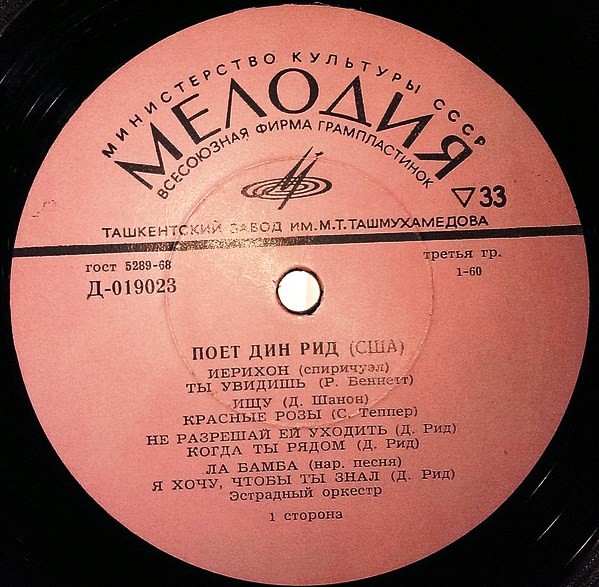 МИНИСТЕРСТВО КУЛЬТУРЫ СССР
МЕЛОДИЯ
ВСЕСОЮЗНАЯ ФИРМА ГРАМПЛАСТИНОК
▽33
ТАШКЕНТСКИЙ ЗАВОД ИМ. М. Т. ТАШМУХАМЕДОВА
гост 5289-68
третья гр.
Д-019023
1-60
ПОЕТ ДИН РИД (США)
ИЕРИХОН (спиричуэл)
ТЫ УВИДИШЬ (Р. Беннетт)
ИЩУ (Д. Шанон)
КРАСНЫЕ РОЗЫ (С. Теппер)
НЕ РАЗРЕШАЙ ЕЙ УХОДИТЬ (Д. Рид)
КОГДА ТЫ РЯДОМ (Д. Рид)
ЛА БАМБА (нар. песня)
Я ХОЧУ, ЧТОБЫ ТЫ ЗНАЛ (Д. Рид)
Эстрадный оркестр
1 сторона